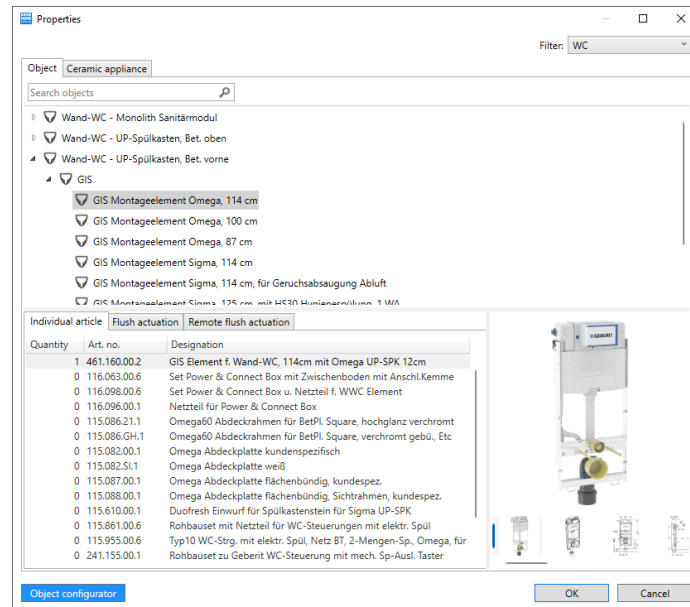 Properties
Filter: WC
Object Ceramic appliance
Search objects
Wand-WC - Monolith Sanitärmodul
Wand-WC - UP-Spülkasten, Bet. oben
Wand-WC - UP-Spülkasten, Bet. vorne
GIS
GIS Montageelement Omega, 114 cm
GIS Montageelement Omega, 100 cm
GIS Montageelement Omega, 87 cm
GIS Montageelement Sigma, 114 cm
GIS Montageelement Sigma, 114 cm, für Geruchsabsaugung Abluft
GIS Montageelement Sigma, 125 cm, mit HS30 Hygienespülung, 1 WA
Individual article Flush actuation Remote flush actuation
Quantity Art. no. Designation
1 461.160.00.2 GIS Element f. Wand-WC, 114cm mit Omega UP-SPK 12cm
0 116.063.00.6 Set Power & Connect Box mit Zwischenboden mit Anschl.Kemme
0 116.098.00.6 Set Power & Connect Box u. Netzteil f. WWC Element
0 116.096.00.1 Netzteil für Power & Connect Box
0 115.086.21.1 Omega60 Abdeckrahmen für BetPl. Square, hochglanz verchromt
0 115.086.GH.1 Omega60 Abdeckrahmen für BetPl. Square, verchromt gebü., Etc
0 115.082.00.1 Omega Abdeckplatte kundenspezifisch
0 115.082.SI.1 Omega Abdeckplatte weiß
0 115.087.00.1 Omega Abdeckplatte flächenbündig, kundespez.
0 115.088.00.1 Omega Abdeckplatte flächenbündig, Sichtrahmen, kundespez.
0 115.610.00.1 Duofresh Einwurf für Spülkastenstein für Sigma UP-SPK
0 115.861.00.6 Rohbauset mit Netzteil für WC-Steuerungen mit elektr. Spül
0 115.955.00.6 Typ10 WC-Strg. mit elektr. Spül, Netz BT, 2-Mengen-Sp., Omega, für
0 241.155.00.1 Rohbauset zu Geberit WC-Steuerung mit mech. Sp-Ausl. Taster
GEBERIT
Object configurator OK Cancel